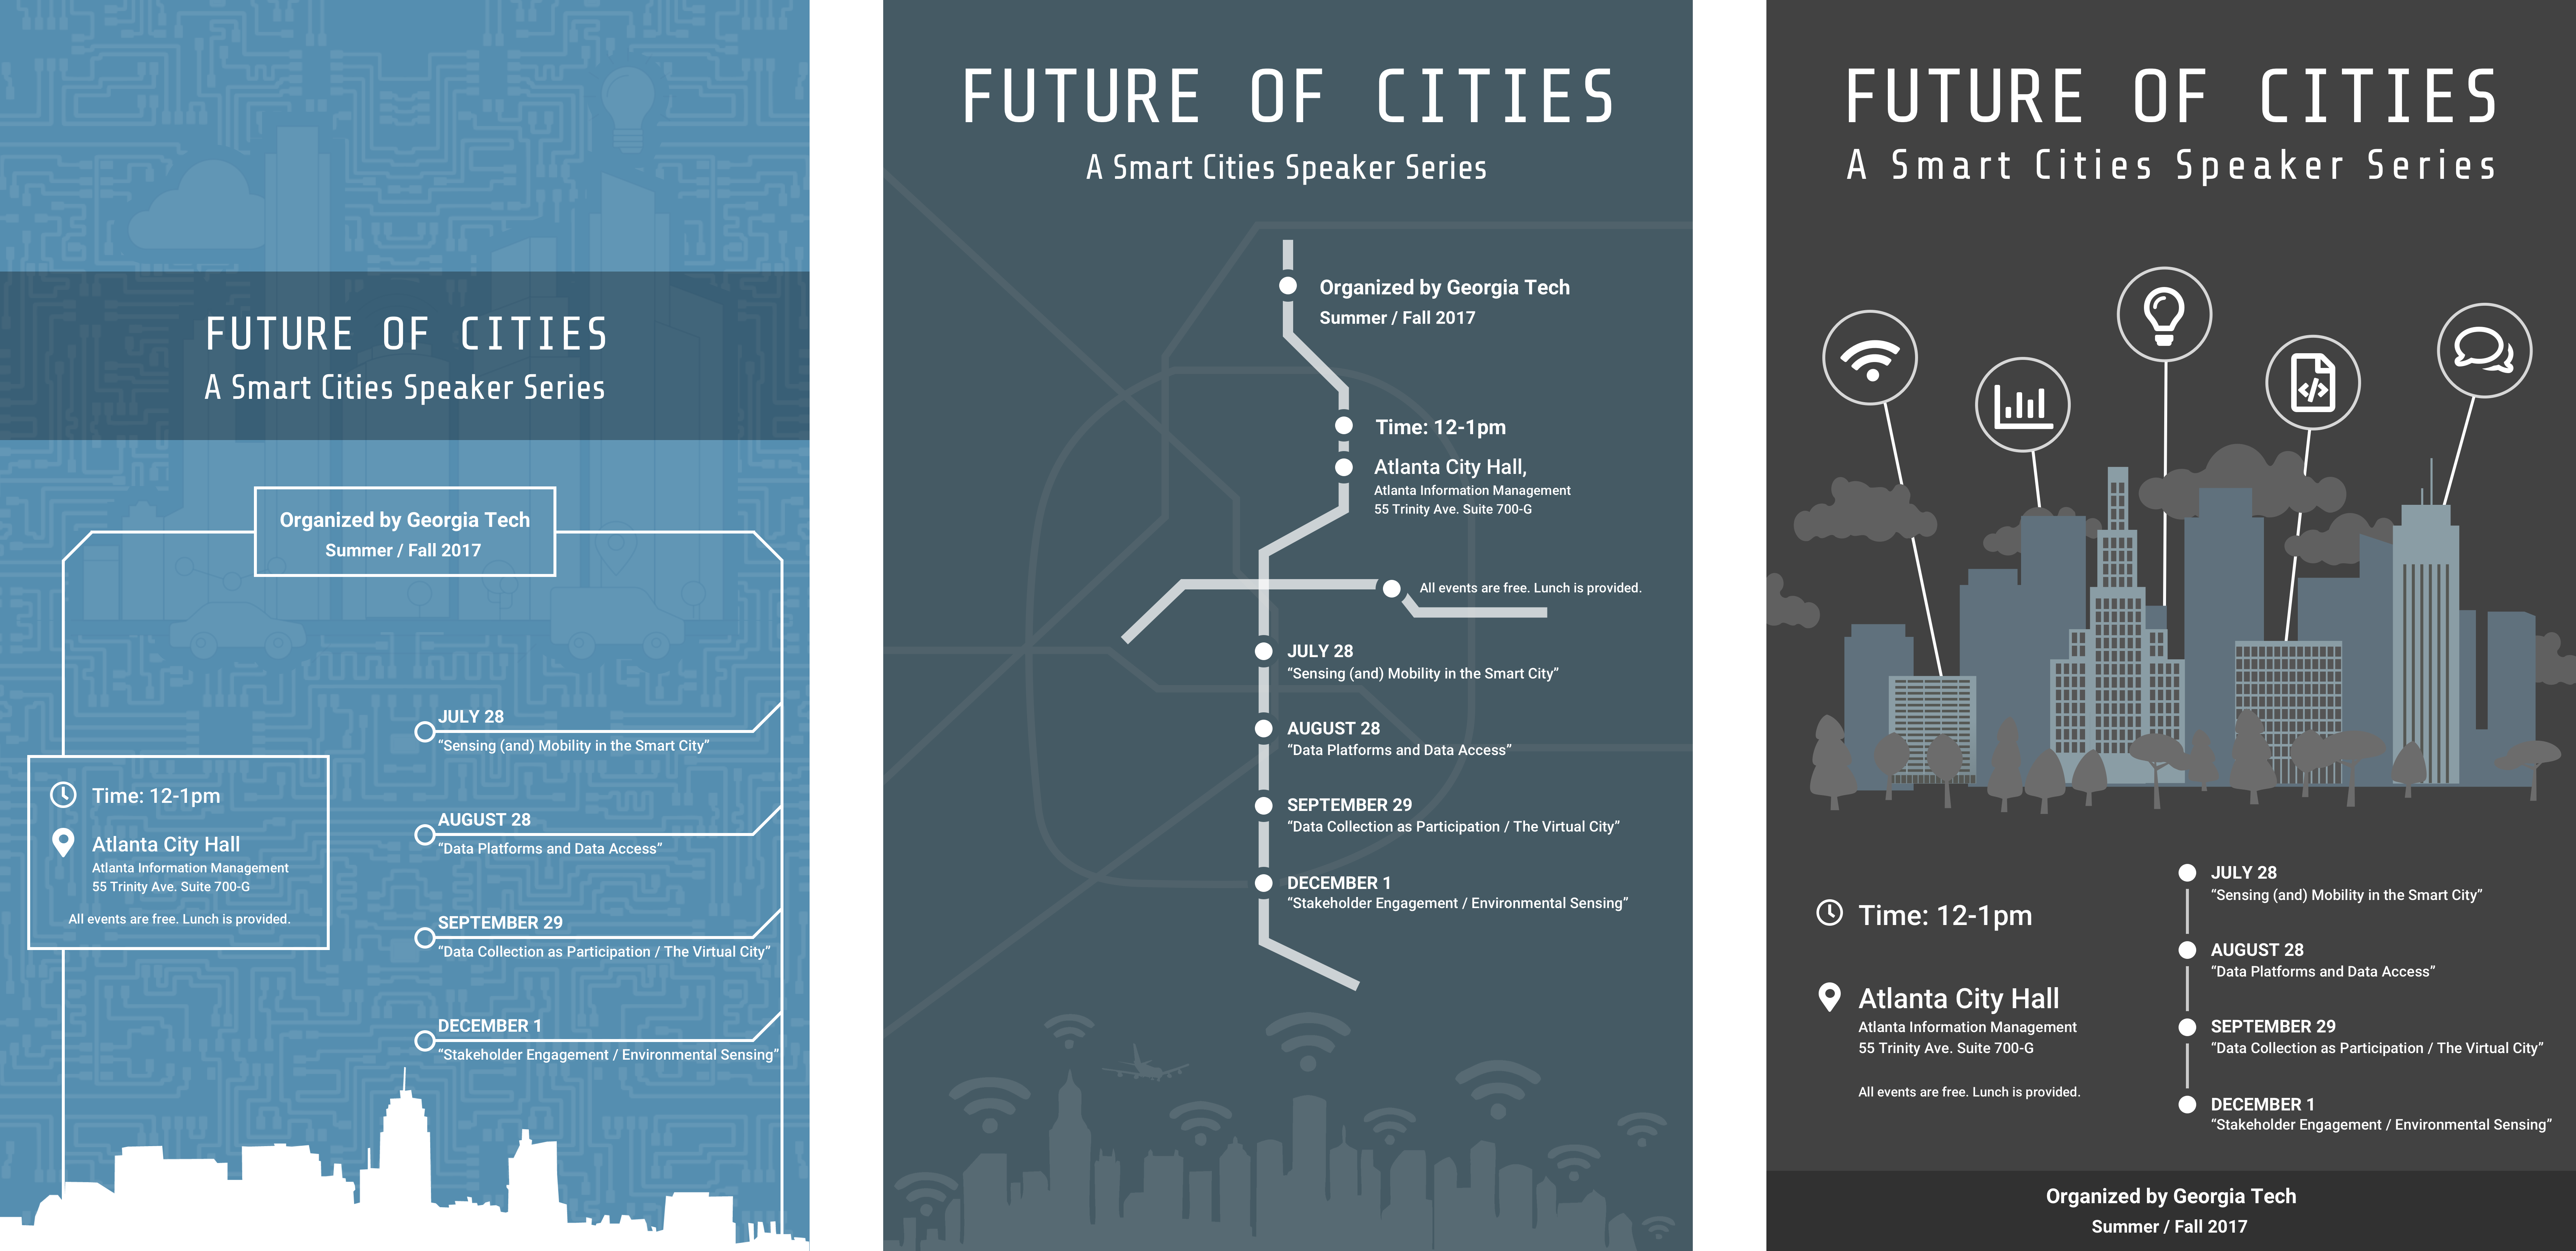 FUTURE OF CITIES
A Smart Cities Speaker Series
Organized by Georgia Tech
Summer / Fall 2017
JULY 28
“Sensing (and) Mobility in the Smart City”
AUGUST 28
“Data Platforms and Data Access”
SEPTEMBER 29
“Data Collection as Participation / The Virtual City”
DECEMBER 1
“Stakeholder Engagement / Environmental Sensing”
Time: 12-1pm
Atlanta City Hall
Atlanta Information Management
55 Trinity Ave. Suite 700-G
All events are free. Lunch is provided.
FUTURE OF CITIES
A Smart Cities Speaker Series
Organized by Georgia Tech
Summer / Fall 2017
Time: 12-1pm
Atlanta City Hall,
Atlanta Information Management
55 Trinity Ave. Suite 700-G
All events are free. Lunch is provided.
JULY 28
“Sensing (and) Mobility in the Smart City”
AUGUST 28
“Data Platforms and Data Access”
SEPTEMBER 29
“Data Collection as Participation / The Virtual City”
DECEMBER 1
“Stakeholder Engagement / Environmental Sensing”
FUTURE OF CITIES
A Smart Cities Speaker Series
</>
Time: 12-1pm
Atlanta City Hall
Atlanta Information Management
55 Trinity Ave. Suite 700-G
All events are free. Lunch is provided.
JULY 28
“Sensing (and) Mobility in the Smart City”
AUGUST 28
“Data Platforms and Data Access”
SEPTEMBER 29
“Data Collection as Participation / The Virtual City”
DECEMBER 1
“Stakeholder Engagement / Environmental Sensing”
Organized by Georgia Tech
Summer / Fall 2017